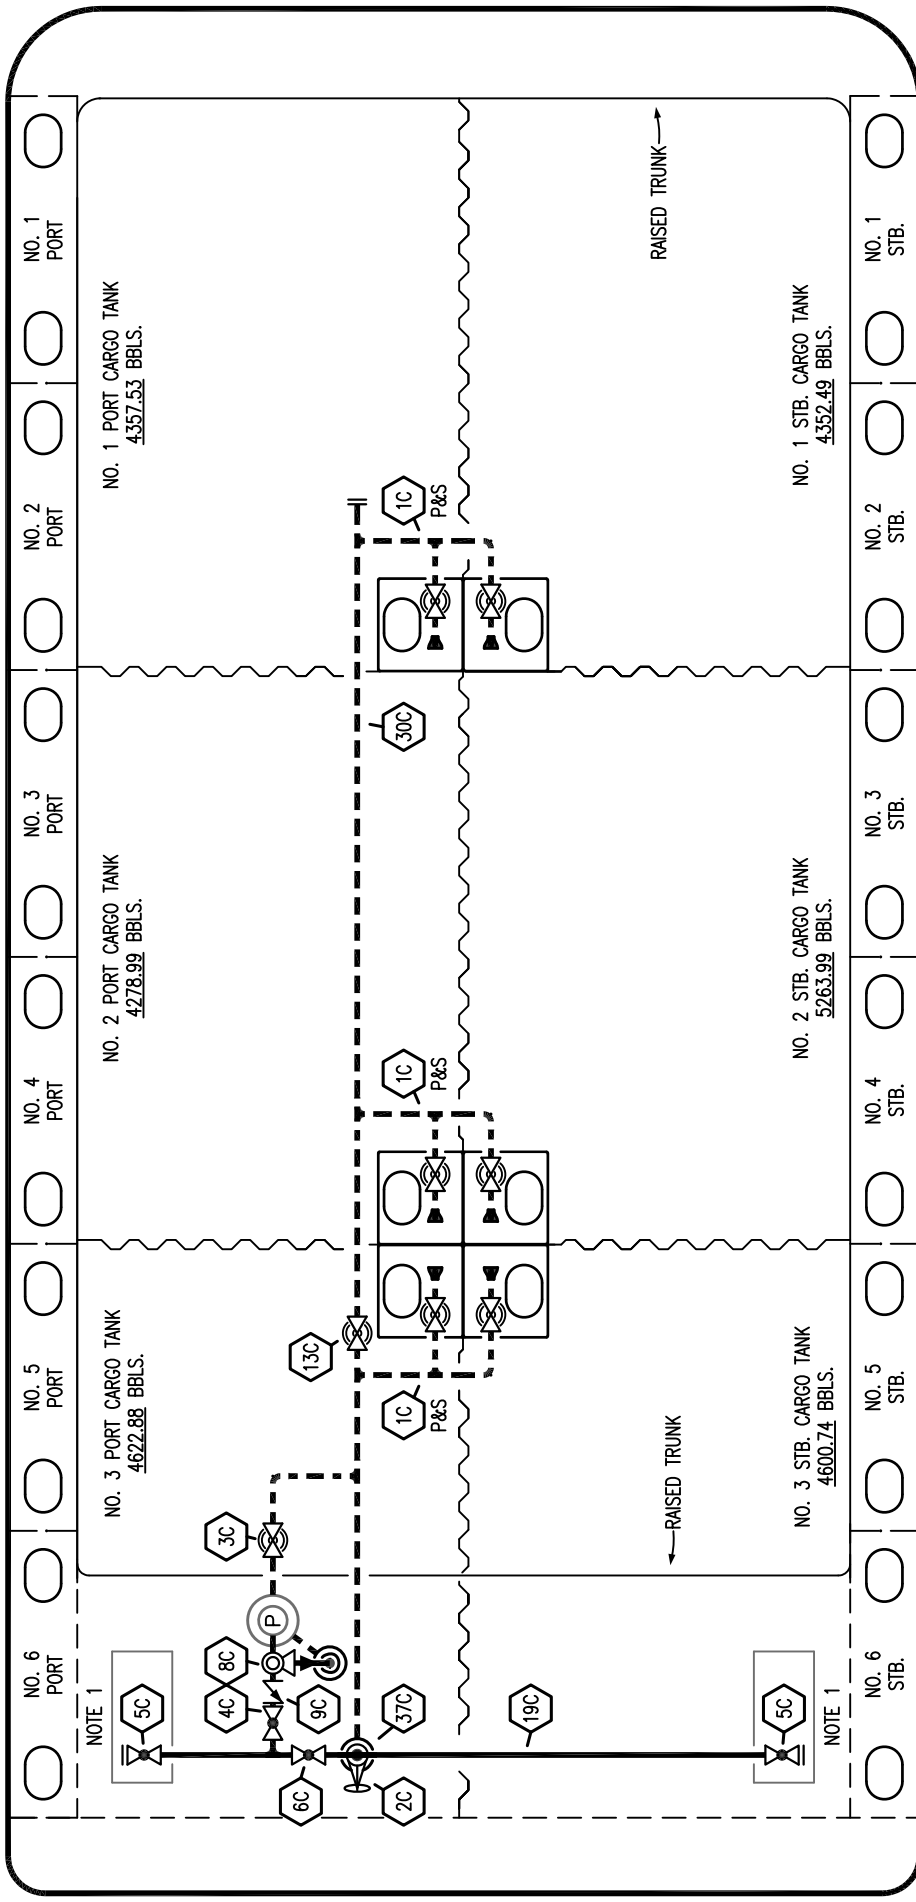 NO. 6
PORT
NO. 5
PORT
NO. 4
PORT
NO. 3
PORT
NO. 2
PORT
NO. 1
PORT
NOTE 1
5C
4C
8C
9C
P
3C
6C
2C
37C
19C
13C
NO. 3 PORT CARGO TANK
4622.88 BBLS.
NO. 2 PORT CARGO TANK
4278.99 BBLS.
NO. 1 PORT CARGO TANK
4357.53 BBLS.
1C
P&S
1C
P&S
30C
1C
P&S
RAISED TRUNK
RAISED TRUNK
NO. 3 STB. CARGO TANK
4600.74 BBLS.
NO. 2 STB. CARGO TANK
5263.99 BBLS.
NO. 1 STB. CARGO TANK
4352.49 BBLS.
5C
NOTE 1
NO. 6
STB.
NO. 5
STB.
NO. 4
STB.
NO. 3
STB.
NO. 2
STB.
NO. 1
STB.